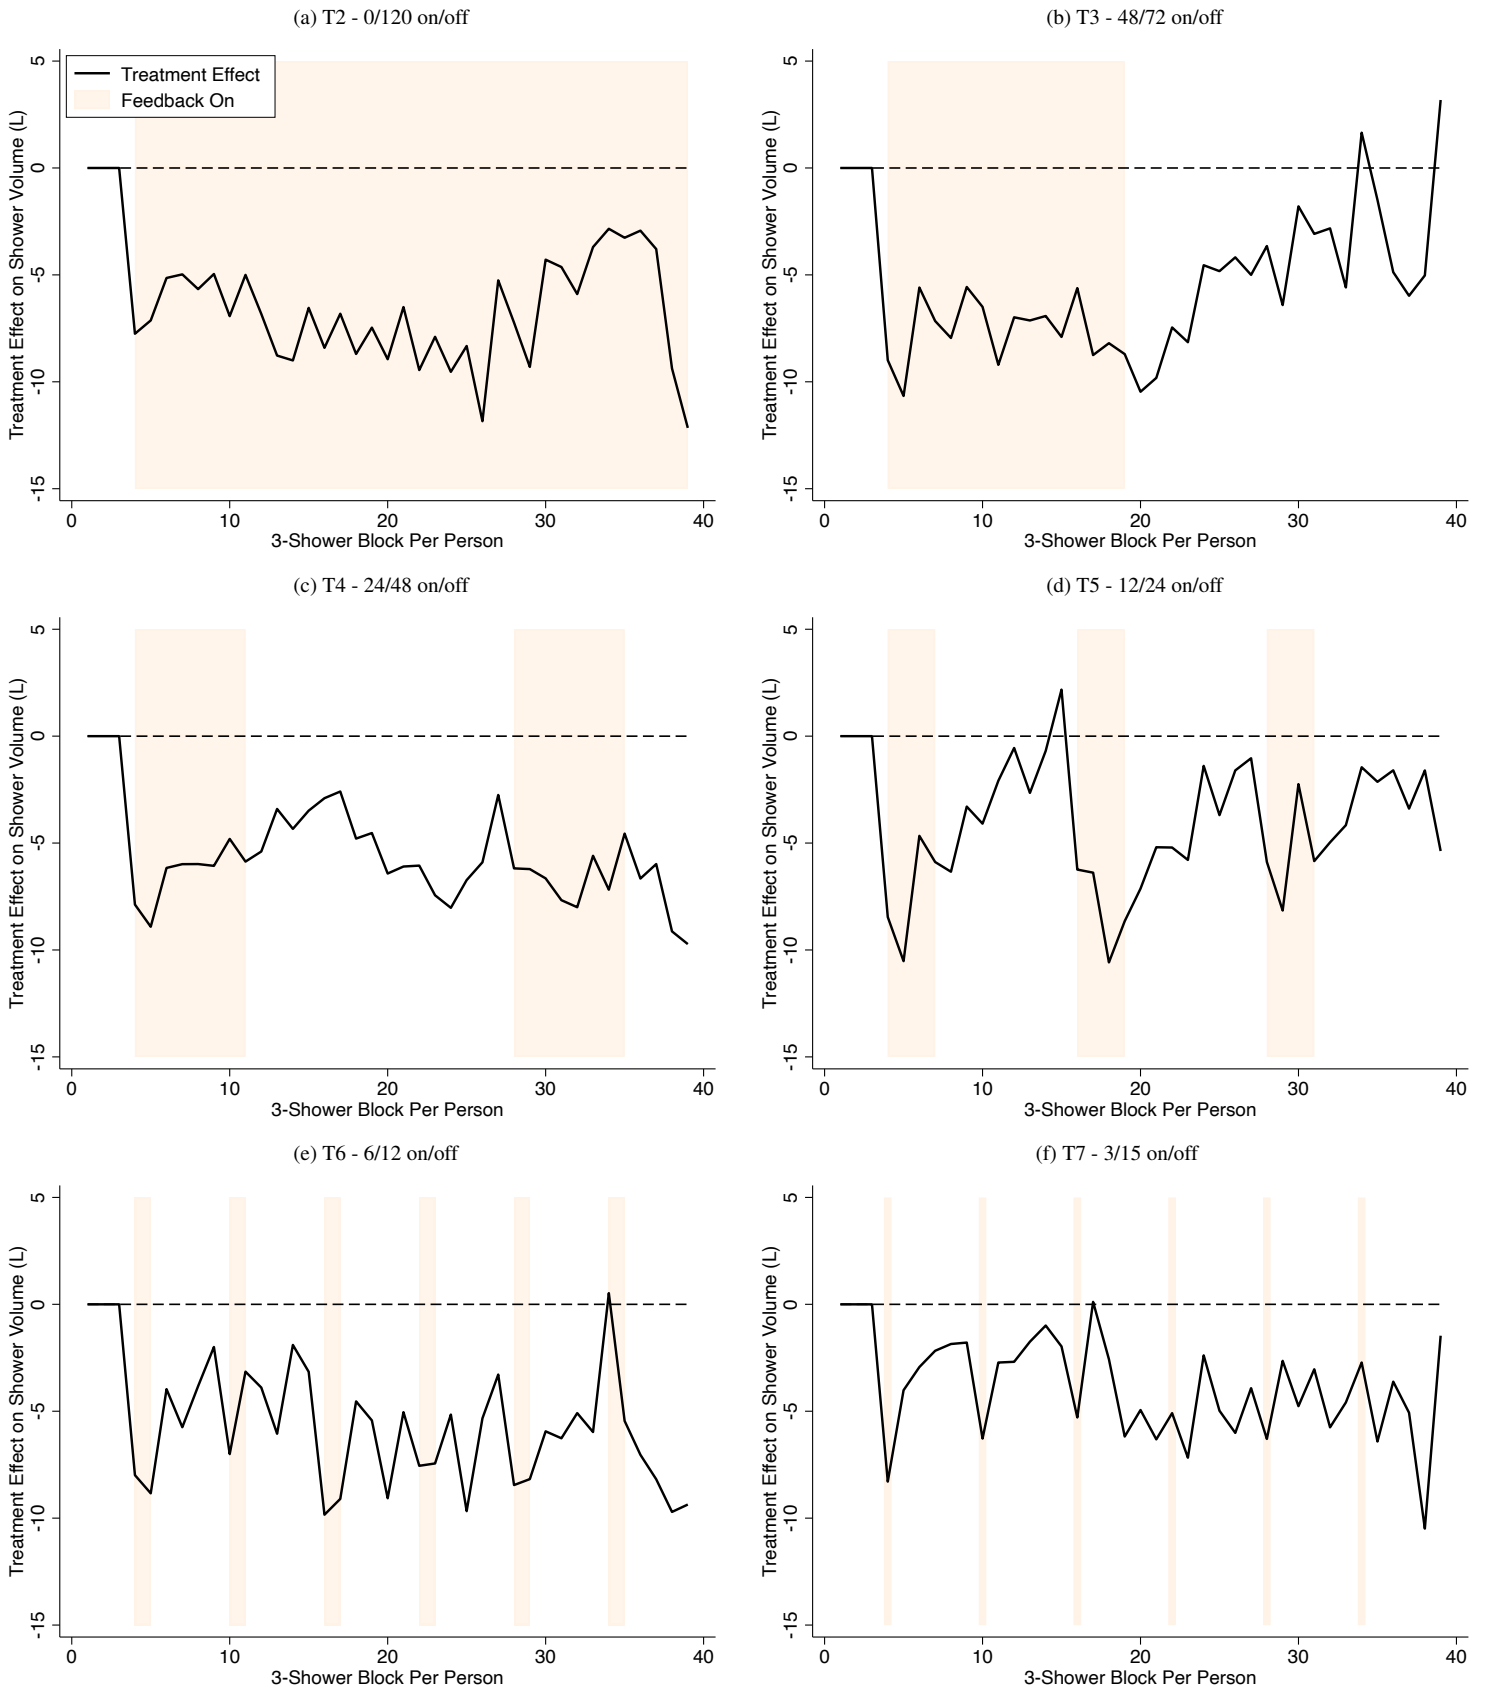 (a) T2 - 0/120 on/off
Treatment Effect on Shower Volume (L)
5
0
-5
-10
-15
Treatment Effect
Feedback On
0 10 20 30 40
3-Shower Block Per Person
(b) T3 - 48/72 on/off
Treatment Effect on Shower Volume (L)
5
0
-5
-10
-15
0 10 20 30 40
3-Shower Block Per Person
(c) T4 - 24/48 on/off
Treatment Effect on Shower Volume (L)
5
0
-5
-10
-15
0 10 20 30 40
3-Shower Block Per Person
(d) T5 - 12/24 on/off
Treatment Effect on Shower Volume (L)
5
0
-5
-10
-15
0 10 20 30 40
3-Shower Block Per Person
(e) T6 - 6/12 on/off
Treatment Effect on Shower Volume (L)
5
0
-5
-10
-15
0 10 20 30 40
3-Shower Block Per Person
(f) T7 - 3/15 on/off
Treatment Effect on Shower Volume (L)
5
0
-5
-10
-15
0 10 20 30 40
3-Shower Block Per Person